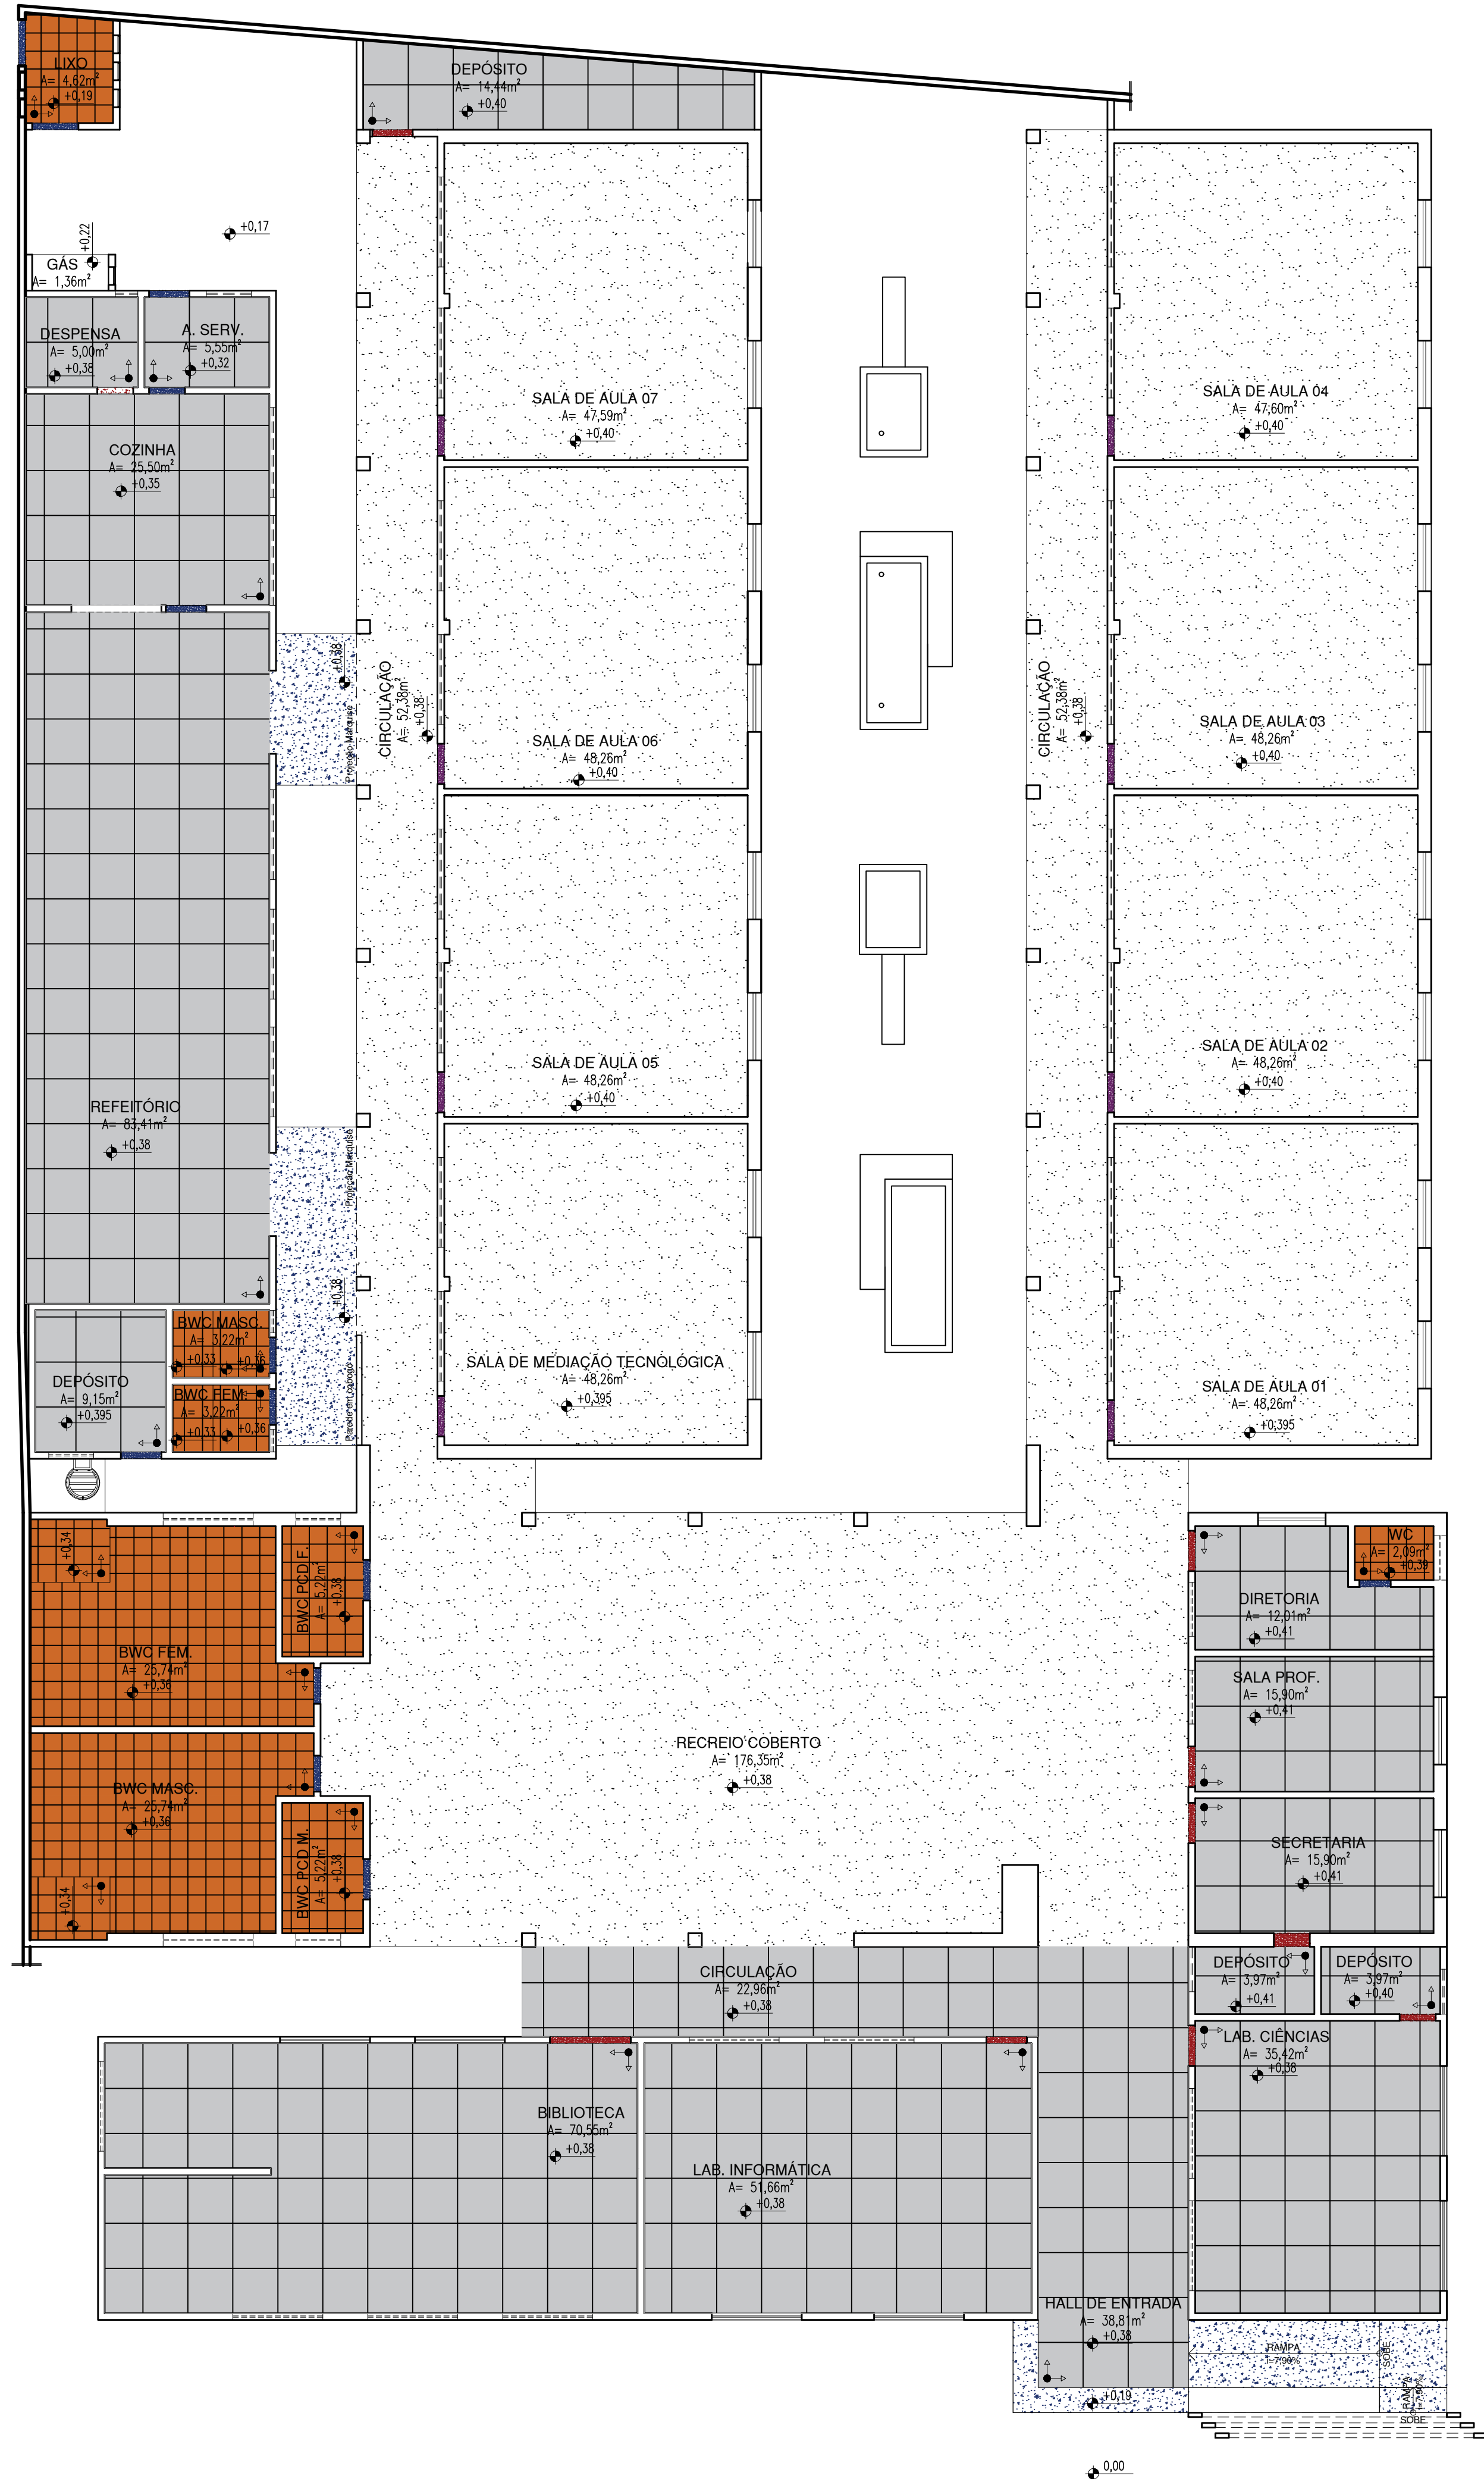 LIXO
A= 4,62m²
+0,19
DEPÓSITO
A= 14,44m²
+0,40
+0,22
+0,17
GÁS
A= 1,36m²
DESPENSA
A= 5,00m²
+0,38
A. SERV.
A= 5,55m²
+0,32
COZINHA
A= 25,50m²
+0,35
SALA DE AULA 07
A= 47,59m²
+0,40
SALA DE AULA 04
A= 47,60m²
+0,40
+0,38
Projeção Marquise
CIRCULAÇÃO
A= 52,38m²
+0,38
SALA DE AULA 06
A= 48,26m²
+0,40
CIRCULAÇÃO
A= 52,38m²
+0,38
SALA DE AULA 03
A= 48,26m²
+0,40
SALA DE AULA 05
A= 48,26m²
+0,40
SALA DE AULA 02
A= 48,26m²
+0,40
REFEITÓRIO
A= 83,41m²
+0,38
Projeção Marquise
+0,38
BWC MASC.
A= 3,22m²
+0,33
+0,36
DEPÓSITO
A= 9,15m²
+0,395
BWC FEM.
A= 3,22m²
+0,33
+0,36
SALA DE MEDIAÇÃO TECNOLÓGICA
A= 48,26m²
+0,395
SALA DE AULA 01
A= 48,26m²
+0,395
+0,34
BWC PCD F.
A= 5,22m²
+0,38
BWC FEM.
A= 25,74m²
+0,36
WC
A= 2,09m²
+0,39
DIRETORIA
A= 12,01m²
+0,41
SALA PROF.
A= 15,90m²
+0,41
RECREIO COBERTO
A= 176,35m²
+0,38
BWC MASC.
A= 25,74m²
+0,36
+0,34
BWC PCD M.
A= 5,22m²
+0,38
SECRETARIA
A= 15,90m²
+0,41
CIRCULAÇÃO
A= 22,96m²
+0,38
DEPÓSITO
A= 3,97m²
+0,41
DEPÓSITO
A= 3,97m²
+0,40
LAB. CIÊNCIAS
A= 35,42m²
+0,38
BIBLIOTECA
A= 70,55m²
+0,38
LAB. INFORMÁTICA
A= 51,66m²
+0,38
HALL DE ENTRADA
A= 38,81m²
+0,38
RAMPA
SOBE
+0,19
RAMPA
SOBE
0,00